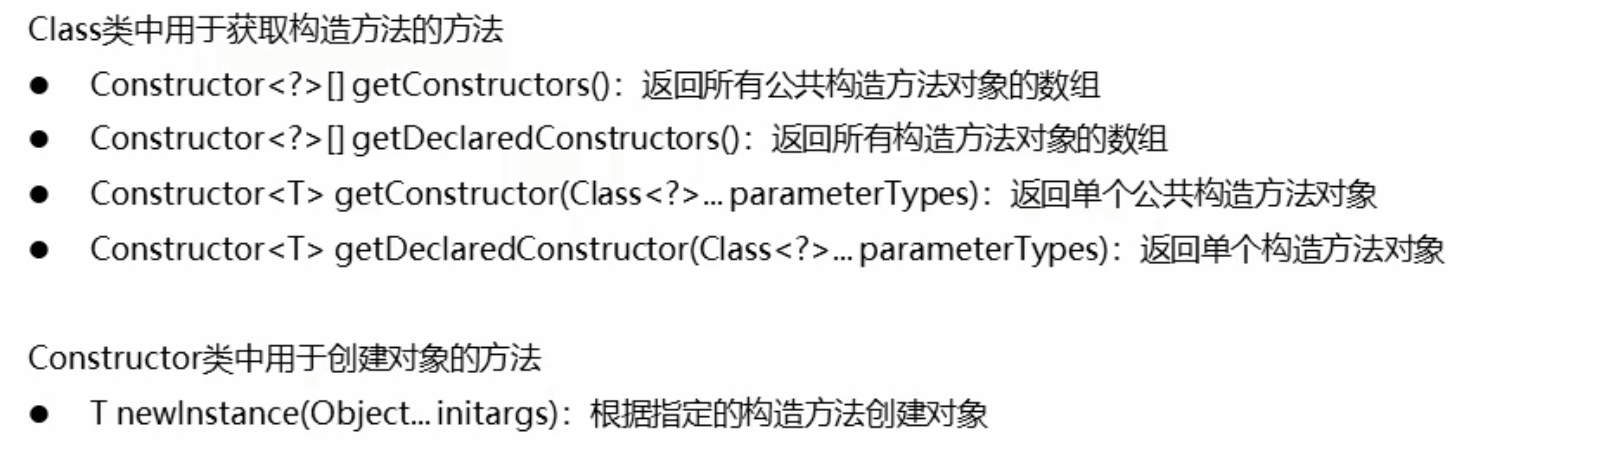 Class类中用于获取构造方法的方法
● Constructor<?>[] getConstructors()：返回所有公共构造方法对象的数组
● Constructor<?>[] getDeclaredConstructors()：返回所有构造方法对象的数组
● Constructor<T> getConstructor(Class<?>... parameterTypes)：返回单个公共构造方法对象
● Constructor<T> getDeclaredConstructor(Class<?>... parameterTypes)：返回单个构造方法对象
Constructor类中用于创建对象的方法
● T newInstance(Object... initargs)：根据指定的构造方法创建对象